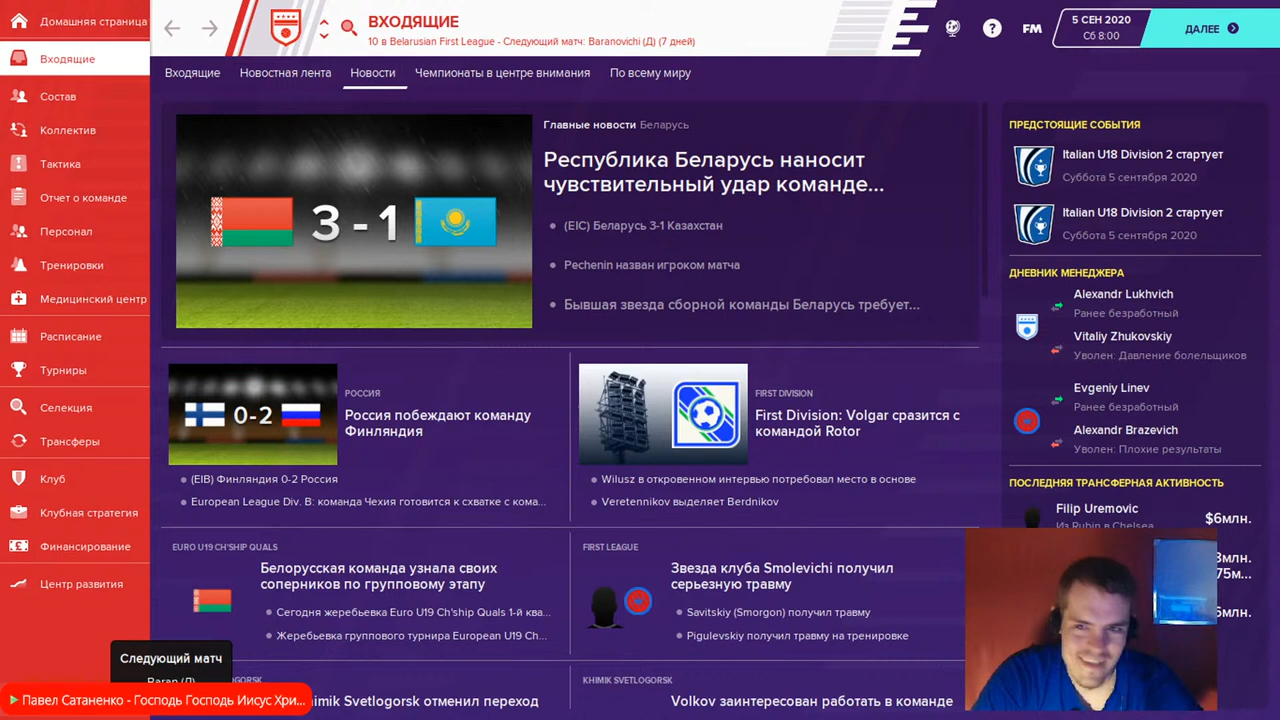 Домашняя страница
Входящие
Состав
Коллектив
Тактика
Отчет о команде
Персонал
Тренировки
Медицинский центр
Расписание
Турниры
Селекция
Трансферы
Клуб
Клубная стратегия
Финансирование
Центр развития
ВХОДЯЩИЕ
10 в Belarusian First League - Следующий матч: Baranovichi (Д) (7 дней)
?
FM
5 СЕН 2020
Сб 8:00
ДАЛЕЕ
Входящие
Новостная лента
Новости
Чемпионаты в центре внимания
По всему миру
3 - 1
Главные новости Беларусь
Республика Беларусь наносит
чувствительный удар команде...
(EIC) Беларусь 3-1 Казахстан
Pechenin назван игроком матча
Бывшая звезда сборной команды Беларусь требует...
0-2
РОССИЯ
Россия побеждают команду
Финляндия
(EIB) Финляндия 0-2 Россия
European League Div. B: команда Чехия готовится к схватке с кома...
FIRST DIVISION
First Division: Volgar сразится с
командой Rotor
Wilusz в откровенном интервью потребовал место в основе
Veretennikov выделяет Berdnikov
EURO U19 CH'SHIP QUALS
Белорусская команда узнала своих
соперников по групповому этапу
Сегодня жеребьевка Euro U19 Ch'ship Quals 1-й ква...
Жеребьевка группового турнира European U19 Ch...
FIRST LEAGUE
Звезда клуба Smolevichi получил
серьезную травму
Savitskiy (Smorgon) получил травму
Pigulevskiy получил травму на тренировке
himik Svetlogorsk отменил переход
KHIMIK SVETLOGORSK
Volkov заинтересован работать в команде
ПРЕДСТОЯЩИЕ СОБЫТИЯ
Italian U18 Division 2 стартует
Суббота 5 сентября 2020
Italian U18 Division 2 стартует
Суббота 5 сентября 2020
ДНЕВНИК МЕНЕДЖЕРА
Alexandr Lukhvich
Ранее безработный
Vitaliy Zhukovskiy
Уволен: Давление болельщиков
Evgeniy Linev
Ранее безработный
Alexandr Brazevich
Уволен: Плохие результаты
ПОСЛЕДНЯЯ ТРАНСФЕРНАЯ АКТИВНОСТЬ
Filip Uremovic
Из Rubin в Chelsea
$6млн.
Следующий матч
Baran (Д)
Павел Сатаненко - Господь Господь Иисус Хри...